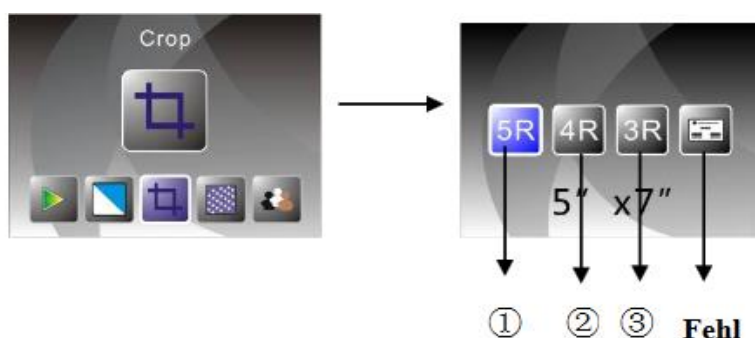 Crop
5R 4R 3R
5" x7"
① ② ③ Fehl